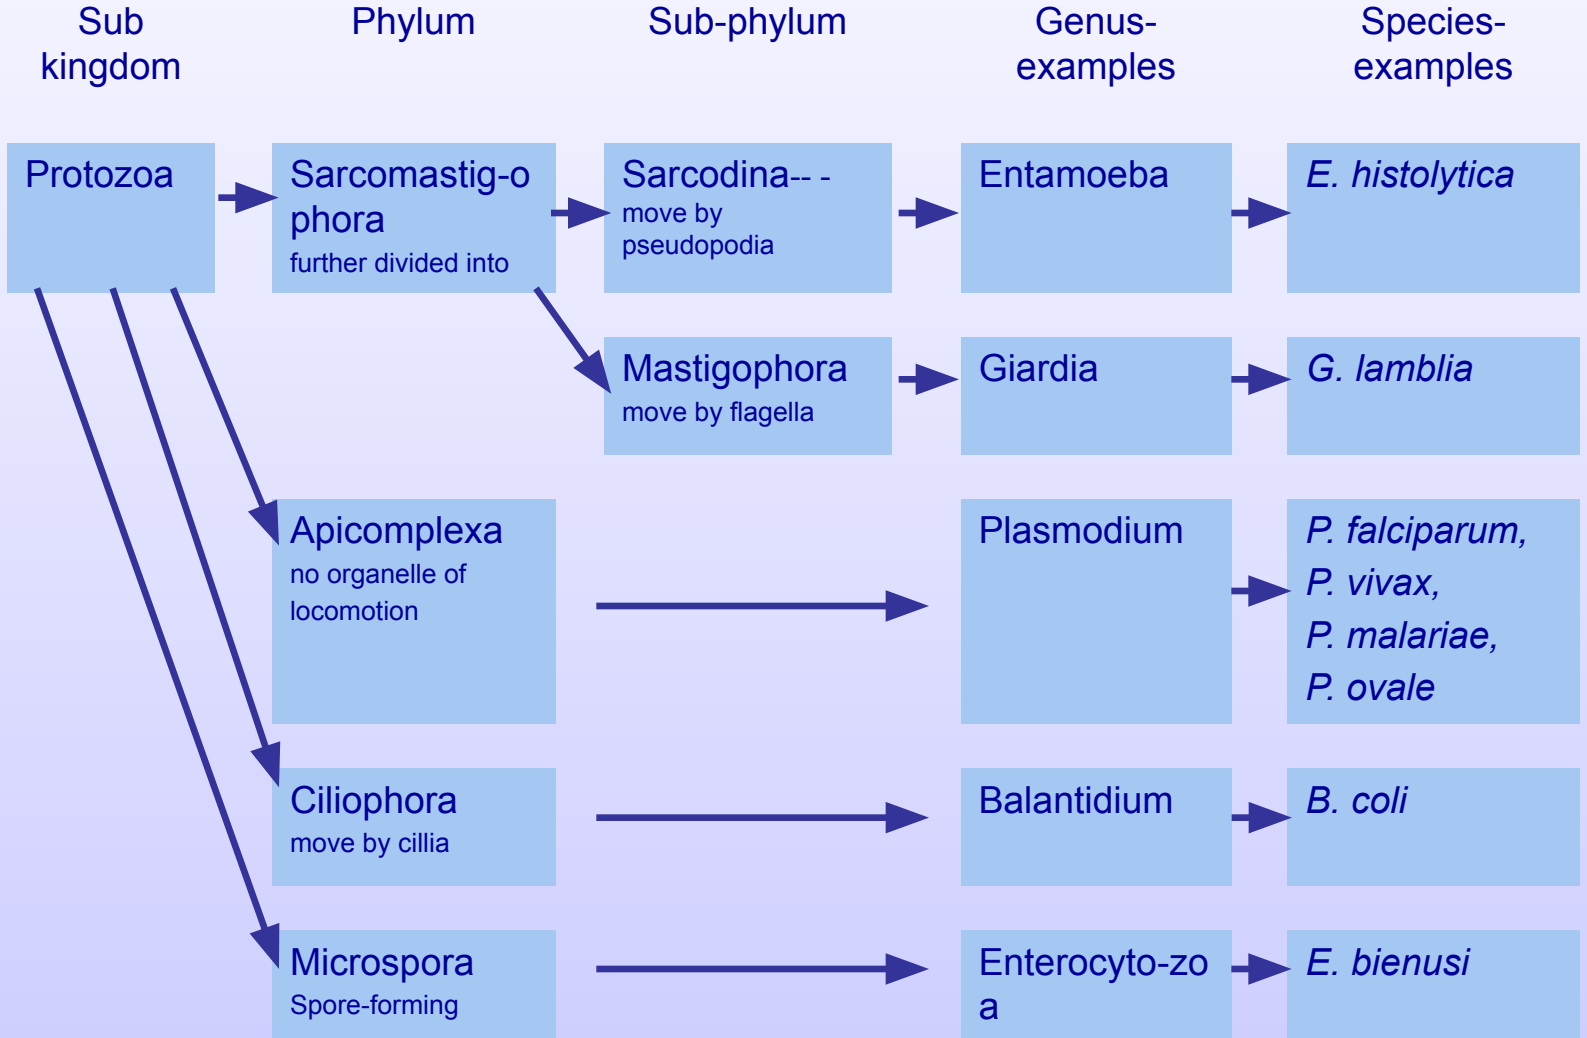 Sub
kingdom
Phylum
Sub-phylum
Genus-
examples
Species-
examples
Protozoa
Sarcomastig-o
phora
further divided into
Sarcodina-- -
move by
pseudopodia
Entamoeba
E. histolytica
Mastigophora
move by flagella
Giardia
G. lamblia
Apicomplexa
no organelle of
locomotion
Plasmodium
P. falciparum,
P. vivax,
P. malariae,
P. ovale
Ciliophora
move by cillia
Balantidium
B. coli
Microspora
Spore-forming
Enterocyto-zo
a
E. bienusi